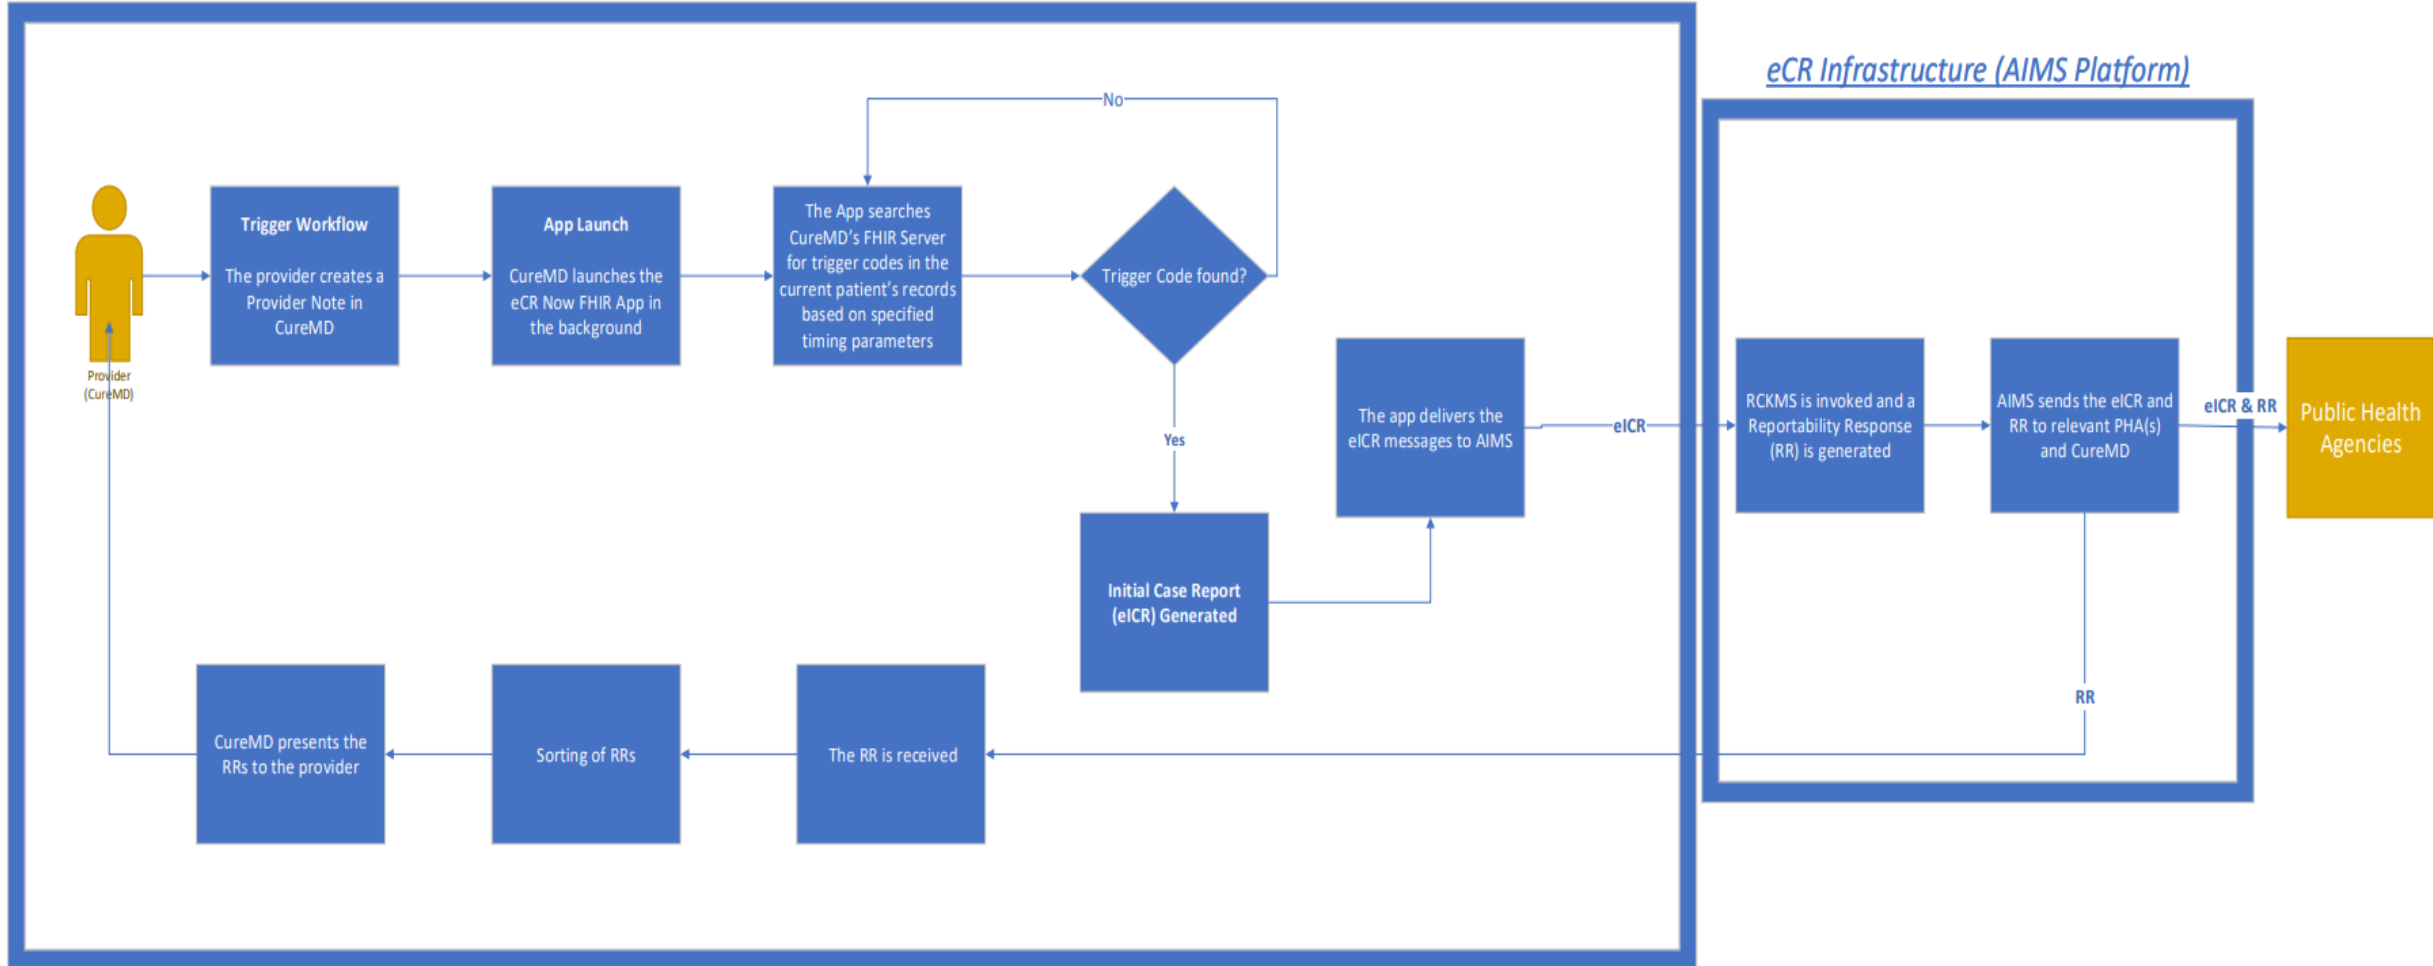 eCR Infrastructure (AIMS Platform)
No
Trigger Workflow
The provider creates a
Provider Note in
CureMD
App Launch
CureMD launches the
eCR Now FHIR App in
the background
The App searches
CureMD's FHIR Server
for trigger codes in the
current patient's records
based on specified
timing parameters
Trigger Code found?
Provider
(CureMD)
Yes
Initial Case Report
(eICR) Generated
The app delivers the
eICR messages to AIMS
eICR
RCKMS is invoked and a
Reportability Response
(RR) is generated
AIMS sends the eICR and
RR to relevant PHA(s)
and CureMD
eICR & RR
Public Health
Agencies
RR
The RR is received
Sorting of RRs
CureMD presents the
RRs to the provider